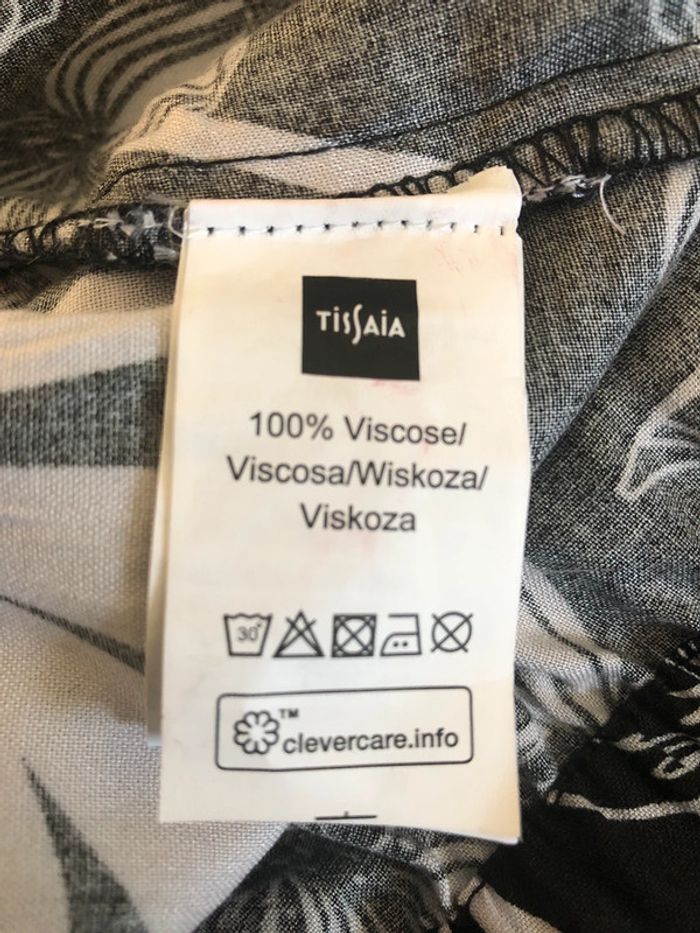 TiSSAiA
100% Viscose/
Viscosa/Wiskoza/
Viskoza
30°
TM
clevercare.info